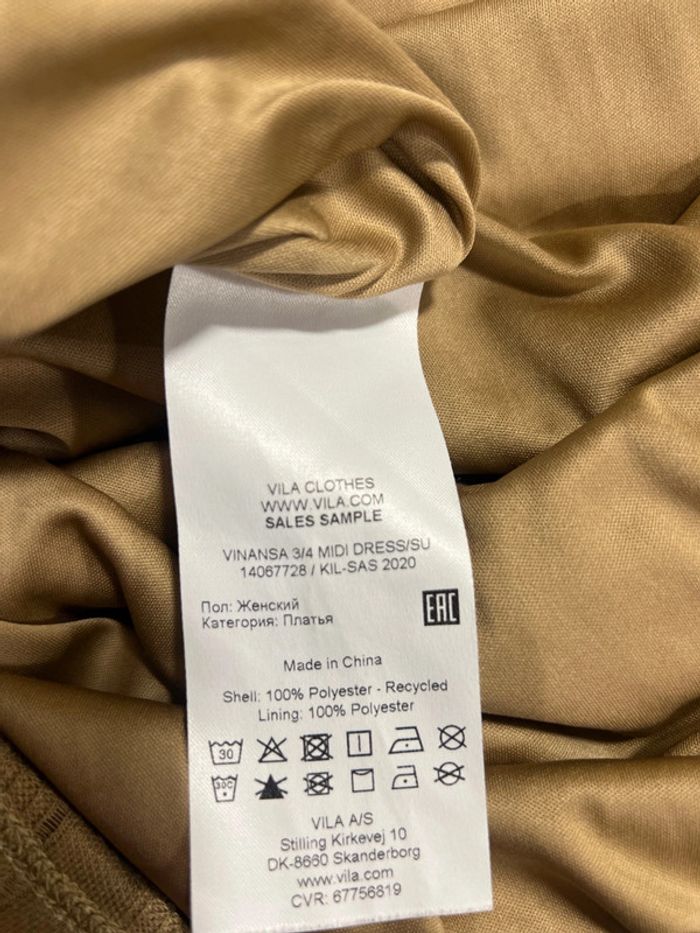 VILA CLOTHES
WWW.VILA.COM
SALES SAMPLE
VINANSA 3/4 MIDI DRESS/SU
14067728 / KIL-SAS 2020
Пол: Женский
Категория: Платья
EAC
Made in China
Shell: 100% Polyester - Recycled
Lining: 100% Polyester
30
30C
VILA A/S
Stilling Kirkevej 10
DK-8660 Skanderborg
www.vila.com
CVR: 67756819